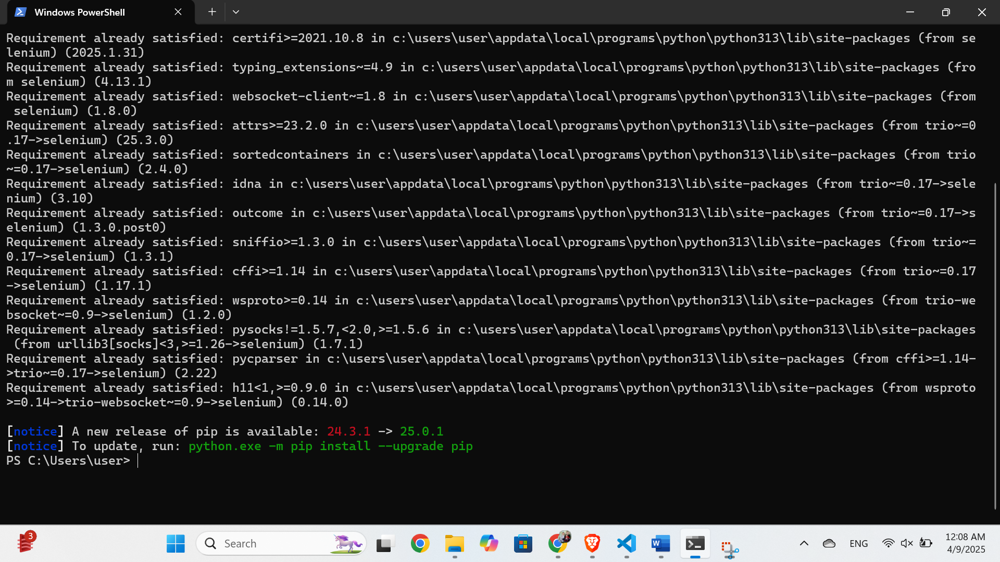 Windows PowerShell
Requirement already satisfied: certifi>=2021.10.8 in c:\users\user\appdata\local\programs\python\python313\lib\site-packages (from se
lenium) (2025.1.31)
Requirement already satisfied: typing_extensions~=4.9 in c:\users\user\appdata\local\programs\python\python313\lib\site-packages (fro
m selenium) (4.13.1)
Requirement already satisfied: websocket-client~=1.8 in c:\users\user\appdata\local\programs\python\python313\lib\site-packages (from
 selenium) (1.8.0)
Requirement already satisfied: attrs>=23.2.0 in c:\users\user\appdata\local\programs\python\python313\lib\site-packages (from trio~=0
.17->selenium) (25.3.0)
Requirement already satisfied: sortedcontainers in c:\users\user\appdata\local\programs\python\python313\lib\site-packages (from trio
~=0.17->selenium) (2.4.0)
Requirement already satisfied: idna in c:\users\user\appdata\local\programs\python\python313\lib\site-packages (from trio~=0.17->sele
nium) (3.10)
Requirement already satisfied: outcome in c:\users\user\appdata\local\programs\python\python313\lib\site-packages (from trio~=0.17->s
elenium) (1.3.0.post0)
Requirement already satisfied: sniffio>=1.3.0 in c:\users\user\appdata\local\programs\python\python313\lib\site-packages (from trio~=
0.17->selenium) (1.3.1)
Requirement already satisfied: cffi>=1.14 in c:\users\user\appdata\local\programs\python\python313\lib\site-packages (from trio~=0.17
->selenium) (1.17.1)
Requirement already satisfied: wsproto>=0.14 in c:\users\user\appdata\local\programs\python\python313\lib\site-packages (from trio-we
bsocket~=0.9->selenium) (1.2.0)
Requirement already satisfied: pysocks!=1.5.7,<2.0,>=1.5.6 in c:\users\user\appdata\local\programs\python\python313\lib\site-packages
 (from urllib3[socks]<3,>=1.26->selenium) (1.7.1)
Requirement already satisfied: pycparser in c:\users\user\appdata\local\programs\python\python313\lib\site-packages (from cffi>=1.14-
>trio~=0.17->selenium) (2.22)
Requirement already satisfied: h11<1,>=0.9.0 in c:\users\user\appdata\local\programs\python\python313\lib\site-packages (from wsproto
>=0.14->trio-websocket~=0.9->selenium) (0.14.0)
[notice] A new release of pip is available: 24.3.1 -> 25.0.1
[notice] To update, run: python.exe -m pip install --upgrade pip
PS C:\Users\user>
3
Search
W
ENG
12:08 AM
4/9/2025